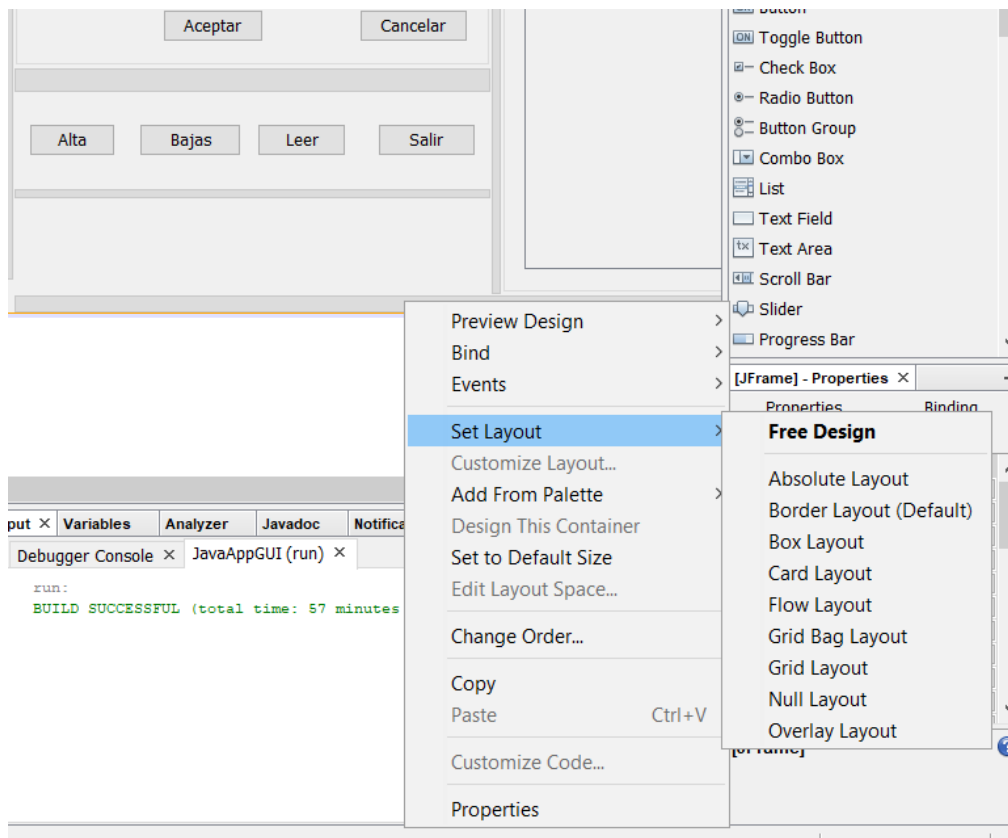 Button
Aceptar Cancelar
Toggle Button
Check Box
Radio Button
Button Group
Alta Bajas Leer Salir
Combo Box
List
Text Field
Text Area
Scroll Bar
Slider
Progress Bar
Preview Design
Bind
Events
Set Layout
Customize Layout...
Add From Palette
Design This Container
Set to Default Size
Edit Layout Space...
Change Order...
Copy
Paste Ctrl+V
Customize Code...
Properties
[JFrame] - Properties
Properties Binding
Free Design
Absolute Layout
Border Layout (Default)
Box Layout
Card Layout
Flow Layout
Grid Bag Layout
Grid Layout
Null Layout
Overlay Layout
[JFrame]
put Variables Analyzer Javadoc Notifica
Debugger Console JavaAppGUI (run)
run:
BUILD SUCCESSFUL (total time: 57 minutes